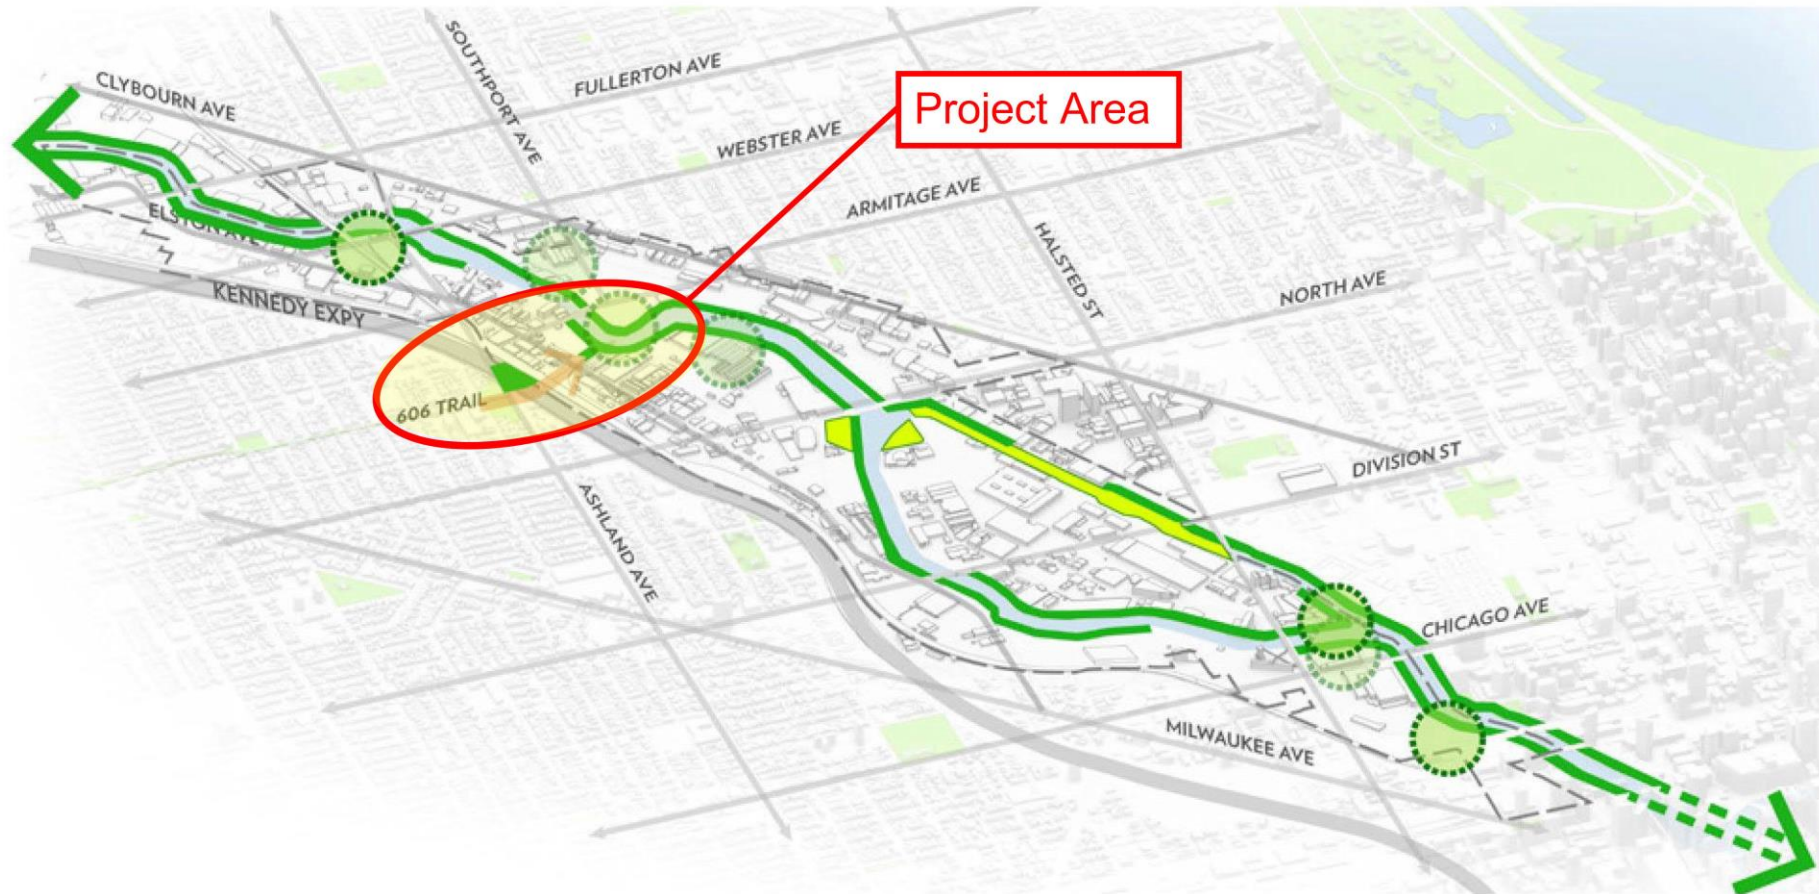 CLYBOURN AVE
SOUTHPORT AVE
FULLERTON AVE
Project Area
WEBSTER AVE
ARMITAGE AVE
ELSTON AVE
HALSTED ST
NORTH AVE
KENNEDY EXPY
606 TRAIL
DIVISION ST
ASHLAND AVE
CHICAGO AVE
MILWAUKEE AVE